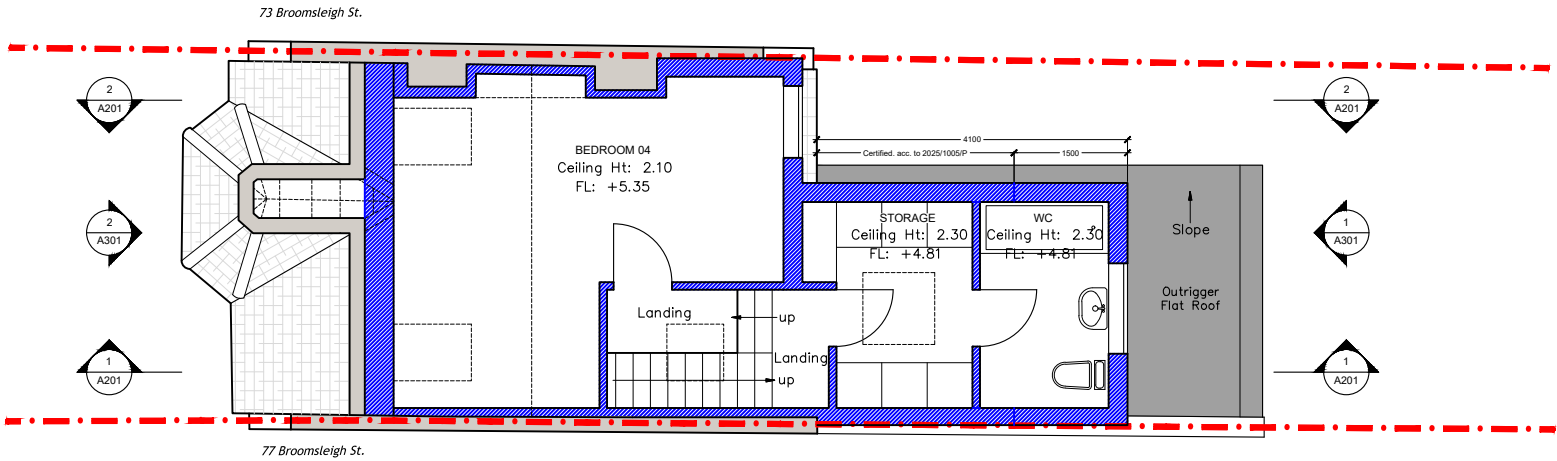 73 Broomsleigh St.
2
A201
2
A201
4100
Certified. acc. to 2025/1005/P
1500
BEDROOM 04
Ceiling Ht: 2.10
FL: +5.35
STORAGE
Ceiling Ht: 2.30
FL: +4.81
WC
Ceiling Ht: 2.30
FL: +4.81
2
A301
1
A301
Slope
Outrigger
Flat Roof
Landing
up
Landing
up
1
A201
1
A201
77 Broomsleigh St.